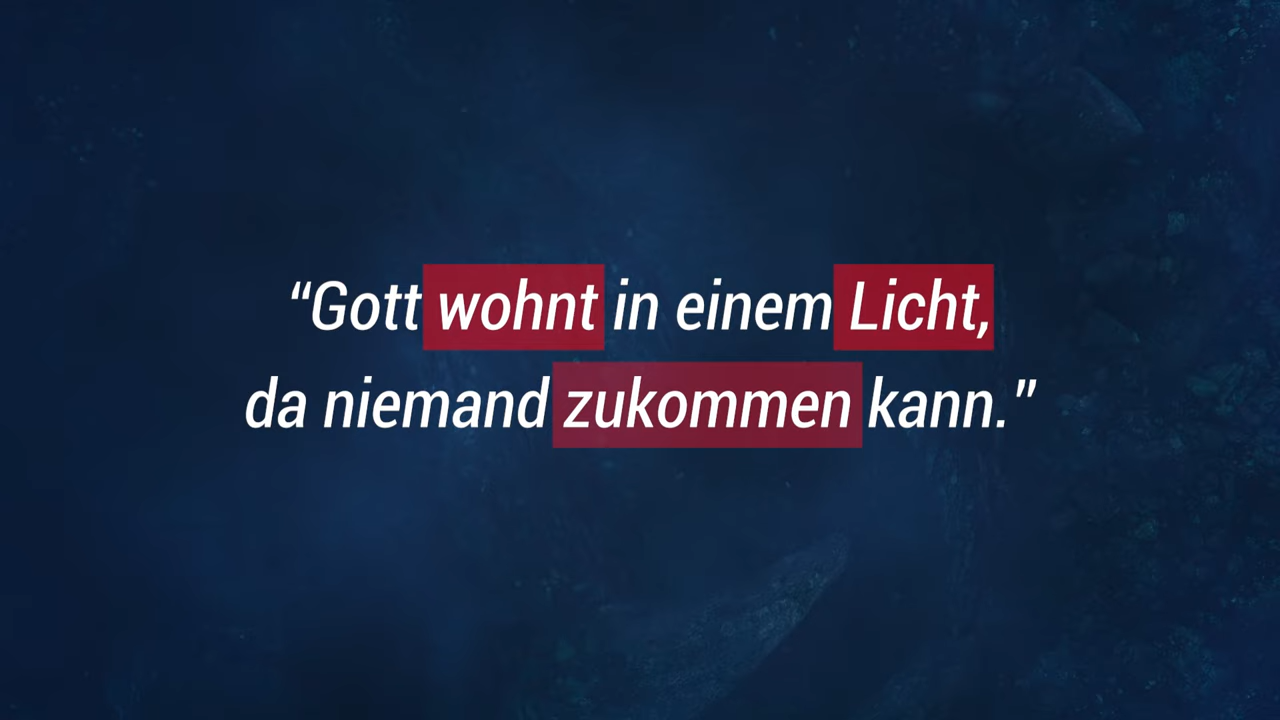 “Gott wohnt in einem Licht,
da niemand zukommen kann.”